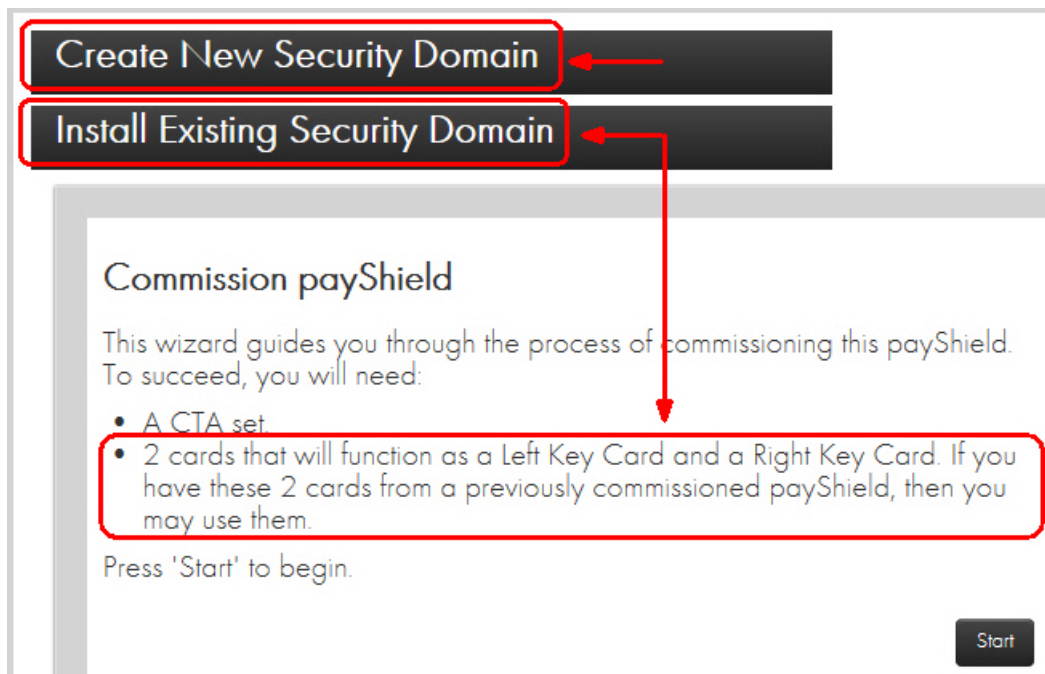 Create New Security Domain
Install Existing Security Domain
Commission payShield
This wizard guides you through the process of commissioning this payShield.
To succeed, you will need:
• A CTA set.
• 2 cards that will function as a Left Key Card and a Right Key Card. If you
have these 2 cards from a previously commissioned payShield, then you
may use them.
Press 'Start' to begin.
Start